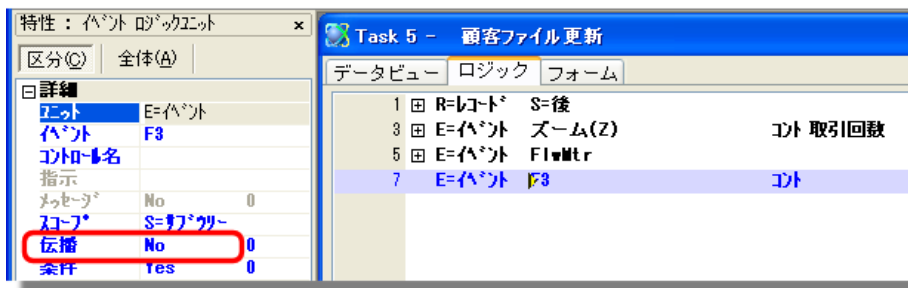 特性 : ｲﾍﾞﾝﾄ ﾛｼﾞｯｸﾕﾆｯﾄ ×
区分(C) 全体(A)
詳細
ﾕﾆｯﾄ E=ｲﾍﾞﾝﾄ
ｲﾍﾞﾝﾄ F3
ｺﾝﾄﾛｰﾙ名
指示
ﾒｯｾｰｼﾞ No 0
ｽｺｰﾌﾟ S=ｻﾌﾞﾂﾘｰ
伝播 No 0
条件 Yes 0
Task 5 - 顧客ファイル更新
データビュー ロジック フォーム
1 R=ﾚｺｰﾄﾞ S=後
3 E=ｲﾍﾞﾝﾄ ズーム(Z) ｺﾝﾄ 取引回数
5 E=ｲﾍﾞﾝﾄ FlwMtr
7 E=ｲﾍﾞﾝﾄ F3 ｺﾝﾄ